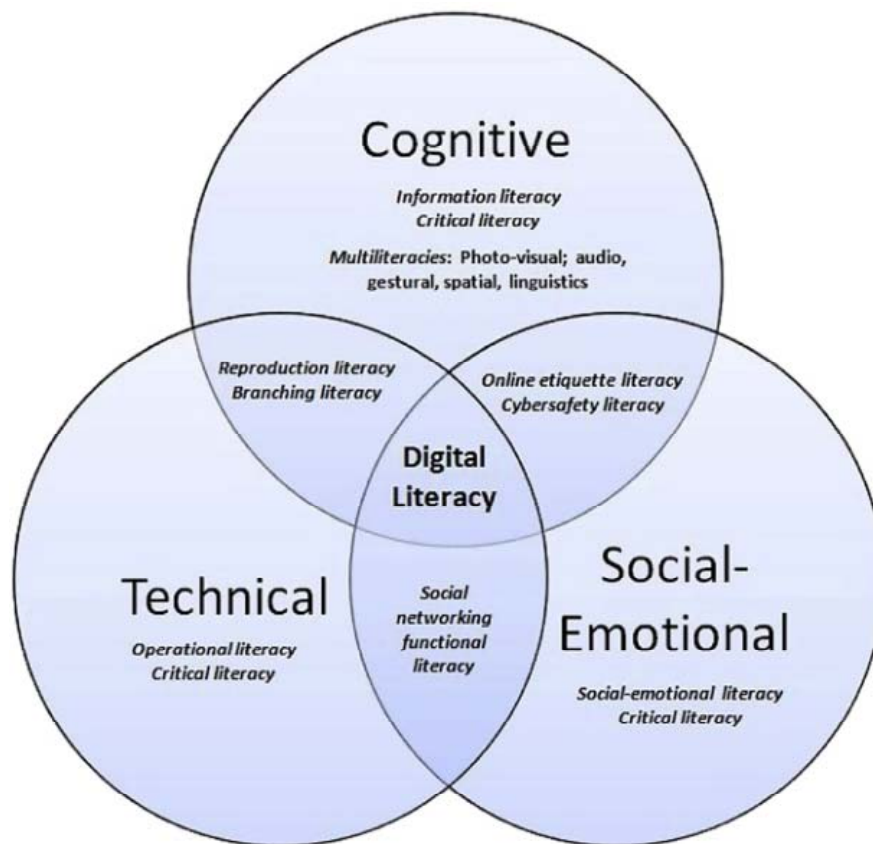 Cognitive
Information literacy
Critical literacy
Multiliteracies: Photo-visual; audio,
gestural, spatial, linguistics
Reproduction literacy
Branching literacy
Online etiquette literacy
Cybersafety literacy
Digital
Literacy
Technical
Operational literacy
Critical literacy
Social
networking
functional
literacy
Social-
Emotional
Social-emotional literacy
Critical literacy